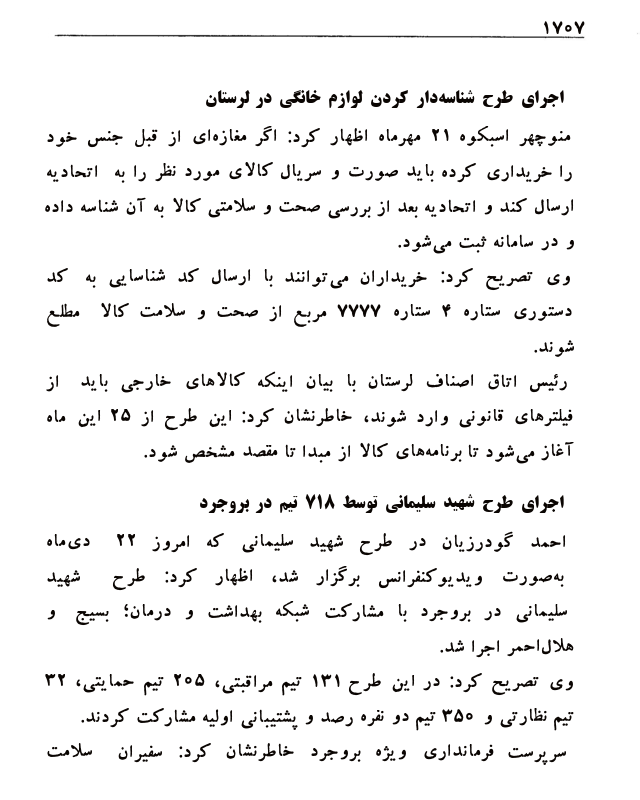 ۱۷۰۷
اجرای طرح شناسه‌دار کردن لوازم خانگی در لرستان
منوچهر اسبکوه ۲۱ مهرماه اظهار کرد: اگر مغازه‌ای از قبل جنس خود
را خریداری کرده باید صورت و سریال کالای مورد نظر را به اتحادیه
ارسال کند و اتحادیه بعد از بررسی صحت و سلامتی کالا به آن شناسه داده
و در سامانه ثبت می‌شود.
وی تصریح کرد: خریداران می‌توانند با ارسال کد شناسایی به کد
دستوری ستاره ۴ ستاره ۷۷۷۷ مربع از صحت و سلامت کالا مطلع
شوند.
رئیس اتاق اصناف لرستان با بیان اینکه کالاهای خارجی باید از
فیلترهای قانونی وارد شوند، خاطرنشان کرد: این طرح از ۲۵ این ماه
آغاز می‌شود تا برنامه‌های کالا از مبدا تا مقصد مشخص شود.
اجرای طرح شهید سلیمانی توسط ۷۱۸ تیم در بروجرد
احمد گودرزیان در طرح شهید سلیمانی که امروز ۲۲ دی‌ماه
به‌صورت ویدیوکنفرانس برگزار شد، اظهار کرد: طرح شهید
سلیمانی در بروجرد با مشارکت شبکه بهداشت و درمان؛ بسیج و
هلال‌احمر اجرا شد.
وی تصریح کرد: در این طرح ۱۳۱ تیم مراقبتی، ۲۰۵ تیم حمایتی، ۳۲
تیم نظارتی و ۳۵۰ تیم دو نفره رصد و پشتیبانی اولیه مشارکت کردند.
سرپرست فرمانداری ویژه بروجرد خاطرنشان کرد: سفیران سلامت